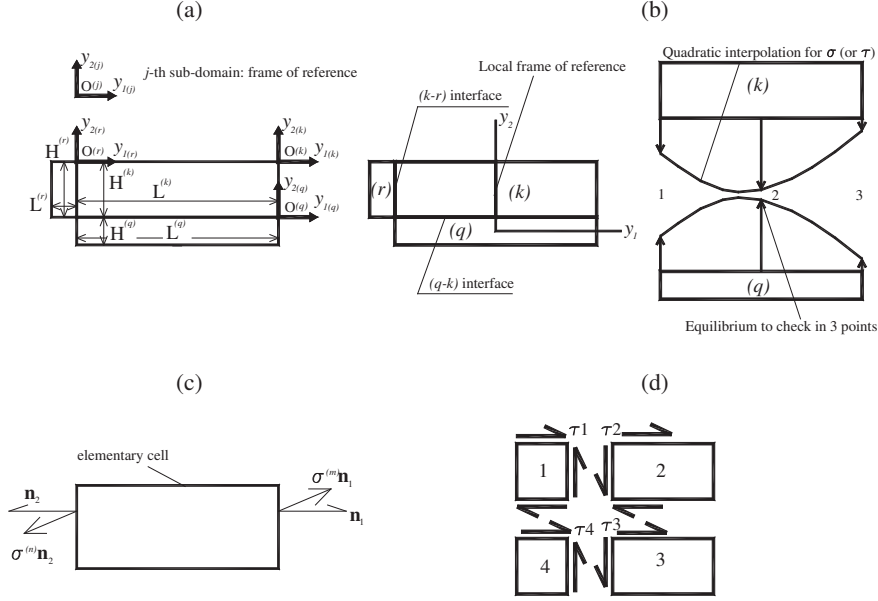 (a)
(b)
y2(j)
O(j)
y1(j)
j-th sub-domain: frame of reference
y2(r)
O(r)
y1(r)
y2(k)
O(k)
y1(k)
H(r)
H(k)
L(k)
L(r)
y2(q)
O(q)
y1(q)
H(q)
L(q)
Local frame
of reference
(k-r) interface
y2
(r)
(k)
(q)
y1
(q-k) interface
Quadratic interpolation for σ (or τ)
(k)
1
2
3
(q)
Equilibrium to check in 3 points
(c)
(d)
elementary cell
n2
σ(m)n1
n1
σ(n)n2
τ1
τ2
1
2
τ4
τ3
4
3